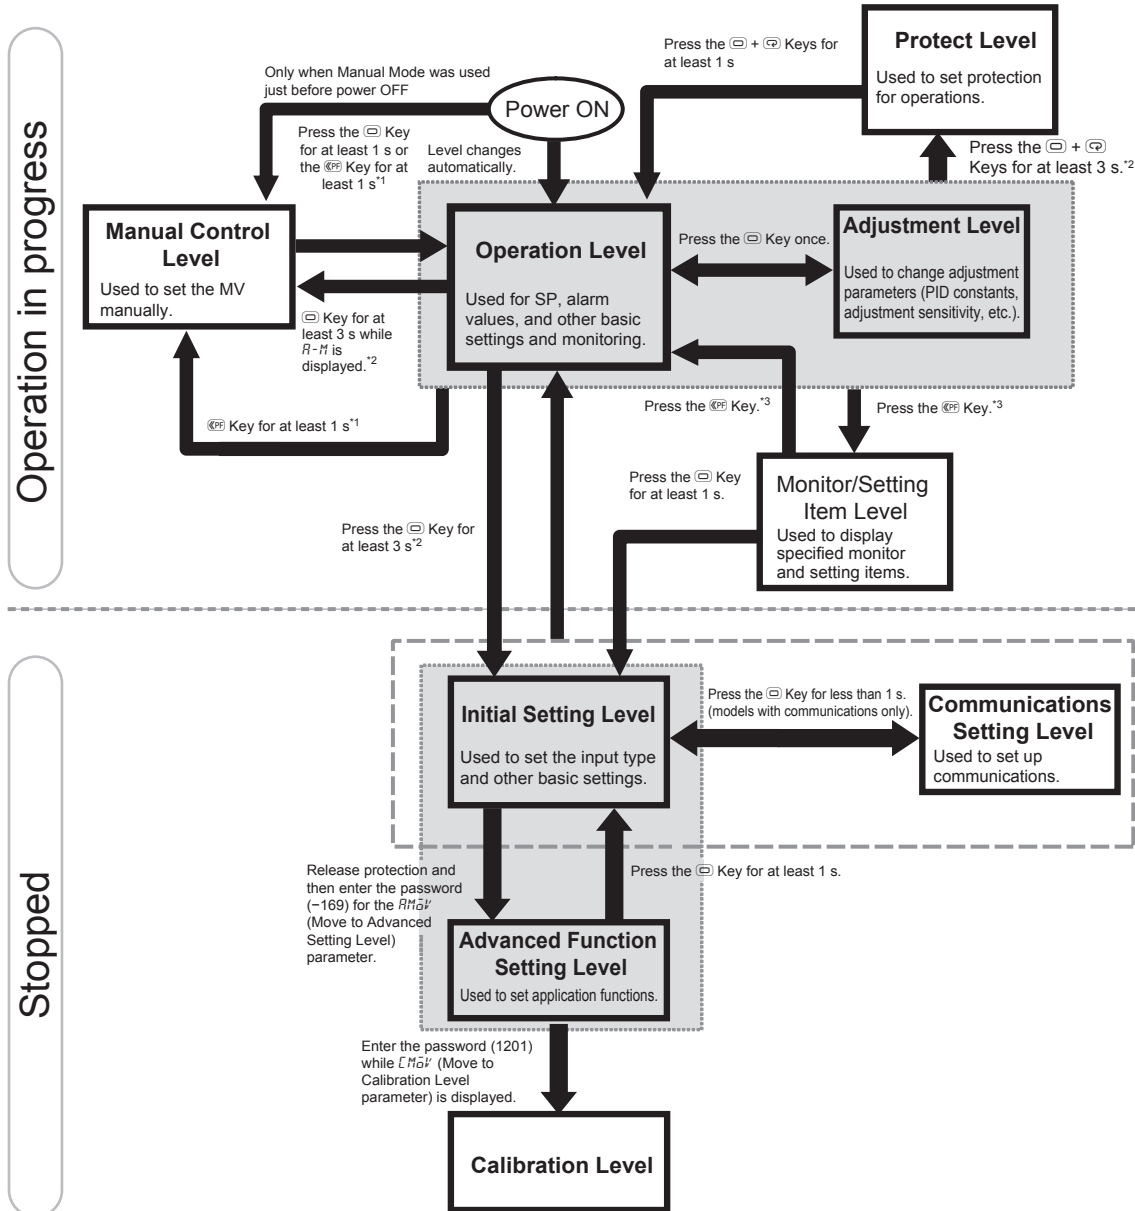 Operation in progress
Only when Manual Mode was used
just before power OFF
Power ON
Press the Key
for at least 1 s or
the PF Key for at
least 1 s*1
Level changes
automatically.
Press the + Keys for
at least 1 s
Protect Level
Used to set protection
for operations.
Press the +
Keys for at least 3 s.*2
Manual Control
Level
Used to set the MV
manually.
Operation Level
Used for SP, alarm
values, and other basic
settings and monitoring.
Press the Key once.
Adjustment Level
Used to change adjustment
parameters (PID constants,
adjustment sensitivity, etc.).
Key for at
least 3 s while
A-M is
displayed.*2
PF Key for at least 1 s*1
Press the PF Key.*3
Press the PF Key.*3
Press the Key
for at least 1 s.
Monitor/Setting
Item Level
Used to display
specified monitor
and setting items.
Press the Key for
at least 3 s*2
Stopped
Initial Setting Level
Used to set the input type
and other basic settings.
Press the Key for less than 1 s.
(models with communications only).
Communications
Setting Level
Used to set up
communications.
Release protection and
then enter the password
(−169) for the AMOV
(Move to Advanced
Setting Level)
parameter.
Press the Key for at least 1 s.
Advanced Function
Setting Level
Used to set application functions.
Enter the password (1201)
while CMOV (Move to
Calibration Level
parameter) is displayed.
Calibration Level